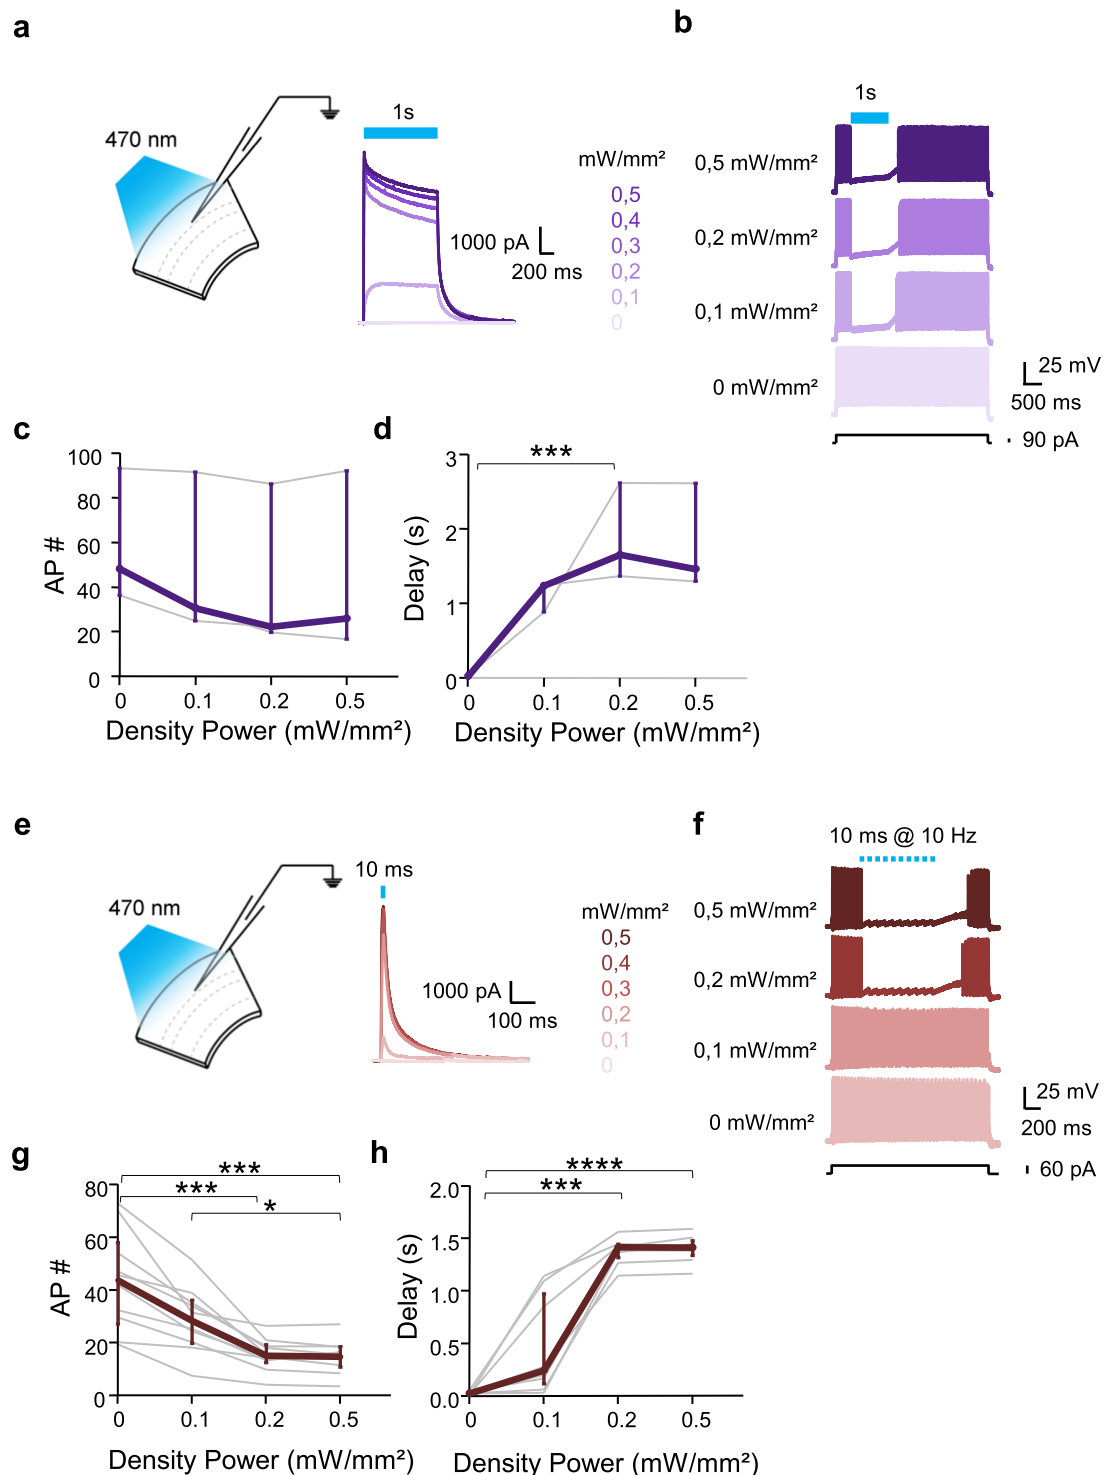 a
470 nm
1s
1000 pA
200 ms
mW/mm²
0,5
0,4
0,3
0,2
0,1
0
b
1s
0,5 mW/mm²
0,2 mW/mm²
0,1 mW/mm²
0 mW/mm²
25 mV
500 ms
90 pA
c
100
80
60
40
20
0
AP #
0 0.1 0.2 0.5
Density Power (mW/mm²)
d
***
3
2
1
0
Delay (s)
0 0.1 0.2 0.5
Density Power (mW/mm²)
e
470 nm
10 ms
1000 pA
100 ms
mW/mm²
0,5
0,4
0,3
0,2
0,1
0
f
10 ms @ 10 Hz
0,5 mW/mm²
0,2 mW/mm²
0,1 mW/mm²
0 mW/mm²
25 mV
200 ms
60 pA
g
***
***
*
80
60
40
20
0
AP #
0 0.1 0.2 0.5
Density Power (mW/mm²)
h
****
***
2.0
1.5
1.0
0.5
0.0
Delay (s)
0 0.1 0.2 0.5
Density Power (mW/mm²)